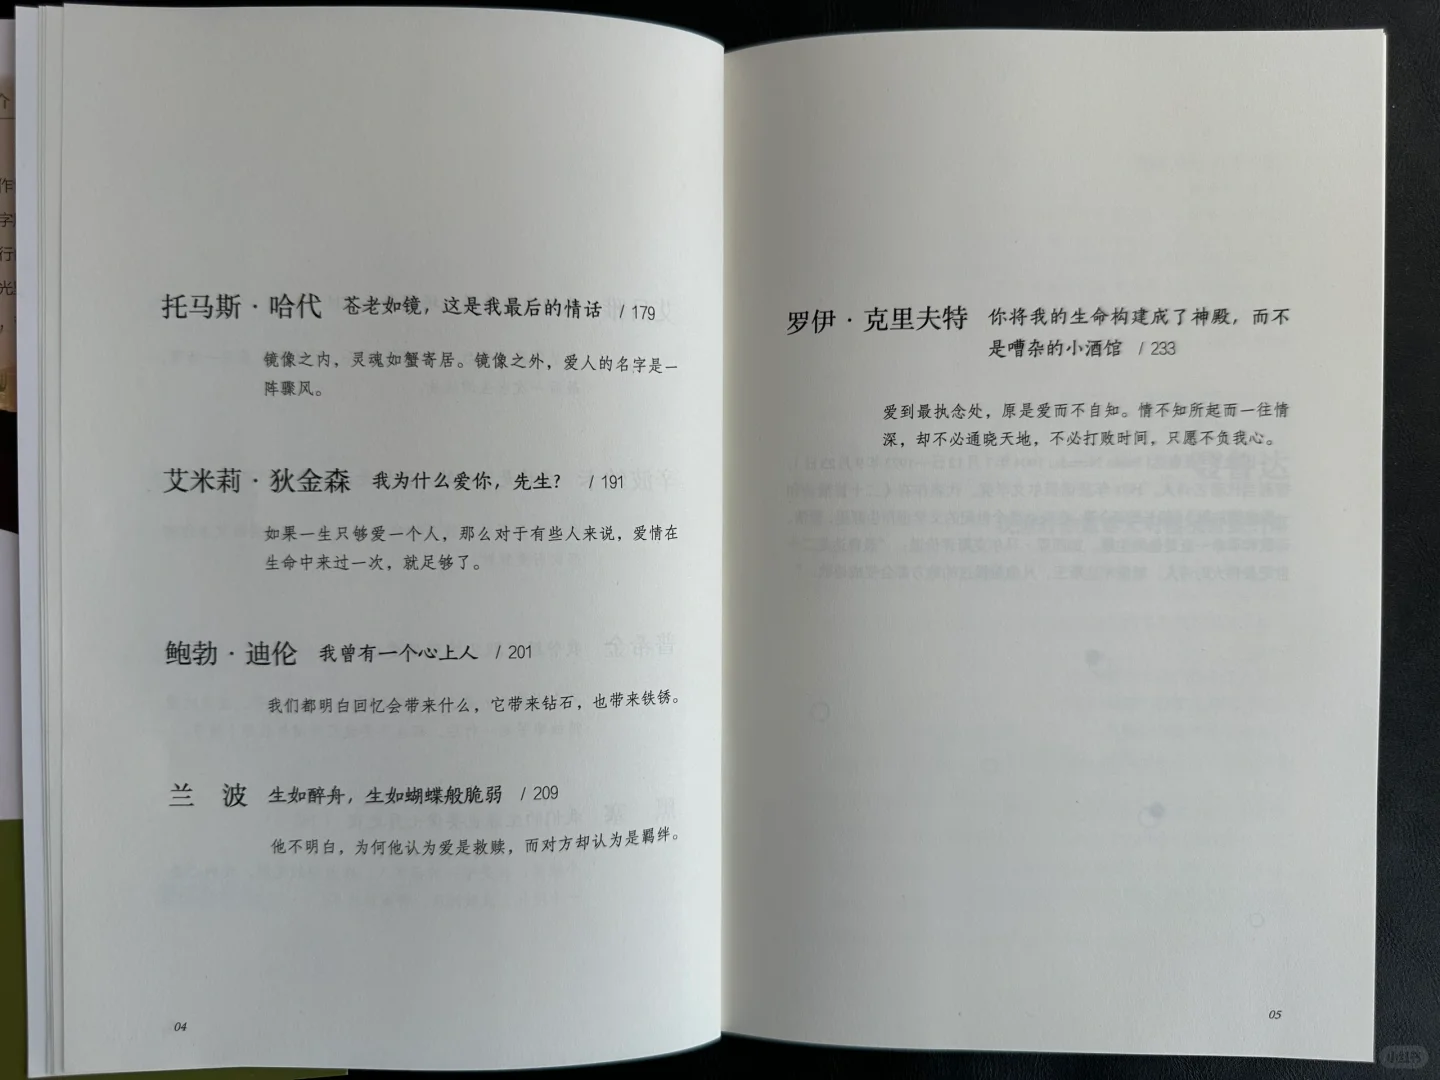 介
作
字
行
光
托马斯·哈代 苍老如镜，这是我最后的情话 / 179
镜像之内，灵魂如蟹寄居。镜像之外，爱人的名字是一
阵骤风。
艾米莉·狄金森 我为什么爱你，先生？ / 191
如果一生只够爱一个人，那么对于有些人来说，爱情在
生命中来过一次，就足够了。
鲍勃·迪伦 我曾有一个心上人 / 201
我们都明白回忆会带来什么，它带来钻石，也带来铁锈。
兰 波 生如醉舟，生如蝴蝶般脆弱 / 209
他不明白，为何他认为爱是救赎，而对方却认为是羁绊。
04
罗伊·克里夫特 你将我的生命构建成了神殿，而不
是嘈杂的小酒馆 / 233
爱到最执念处，原是爱而不自知。情不知所起而一往情
深，却不必通晓天地，不必打败时间，只愿不负我心。
05
小红书